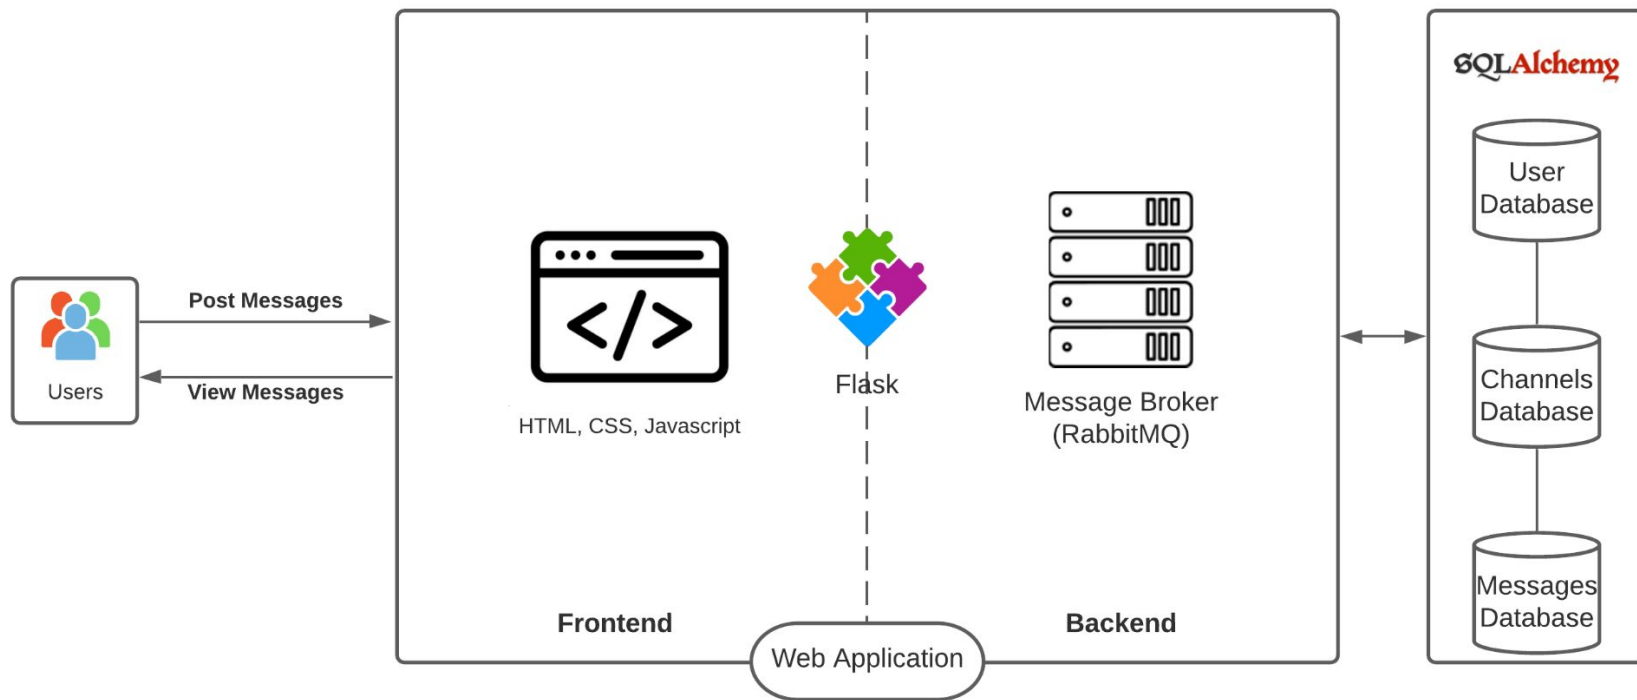 SQLAlchemy
User
Database
Post Messages
View Messages
Users
HTML, CSS, Javascript
Flask
Message Broker
(RabbitMQ)
Channels
Database
Messages
Database
Frontend
Backend
Web Application